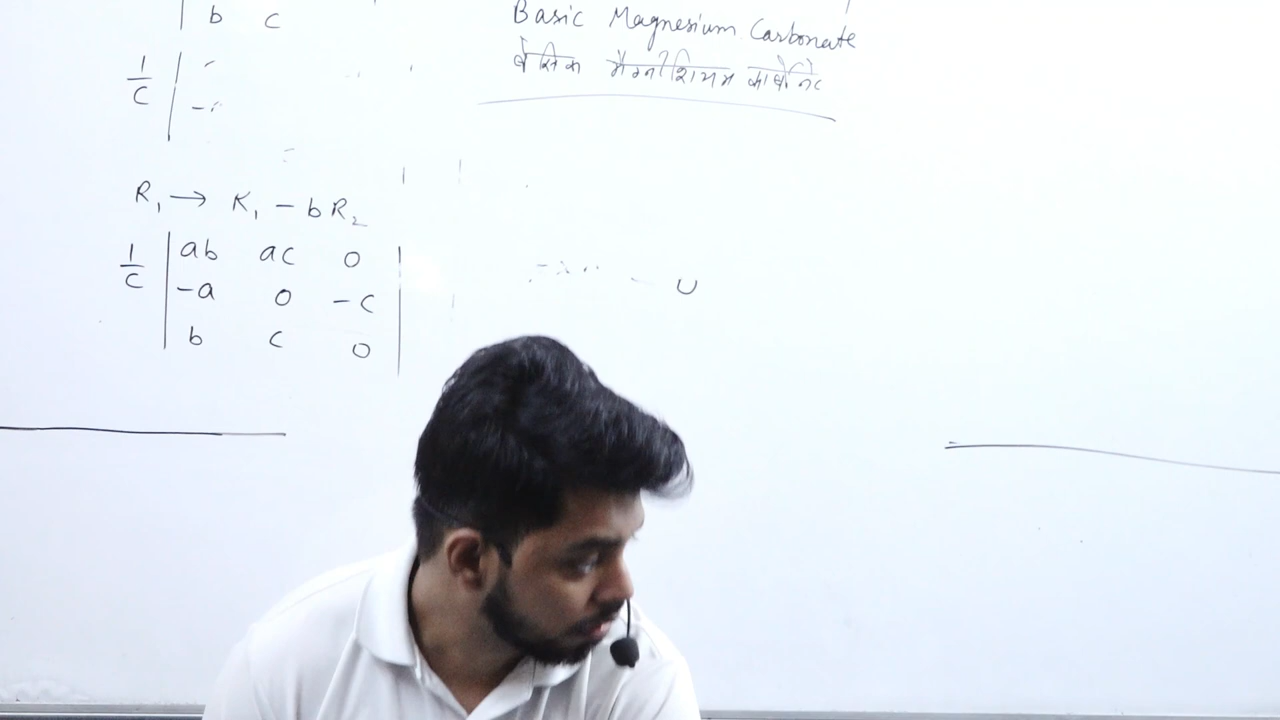 b c
1/C
R₁ → R₁ - bR₂
1/C | ab ac 0 |
-a 0 -c
b c 0
Basic Magnesium Carbonate
बेसिक मैग्नीशियम कार्बोनेट